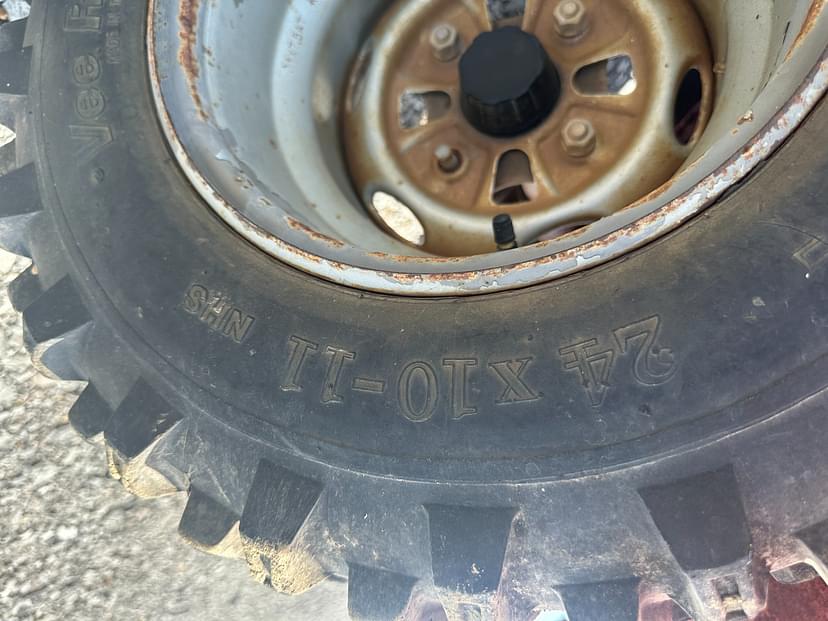 Vee R
24 X10-11
NHS